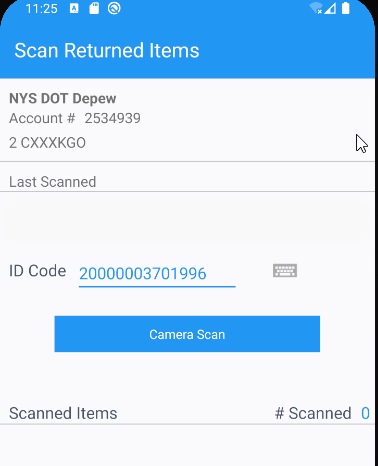 11:25
Scan Returned Items
NYS DOT Depew
Account # 2534939
2 CXXXKGO
Last Scanned
ID Code 20000003701996
Camera Scan
Scanned Items # Scanned 0